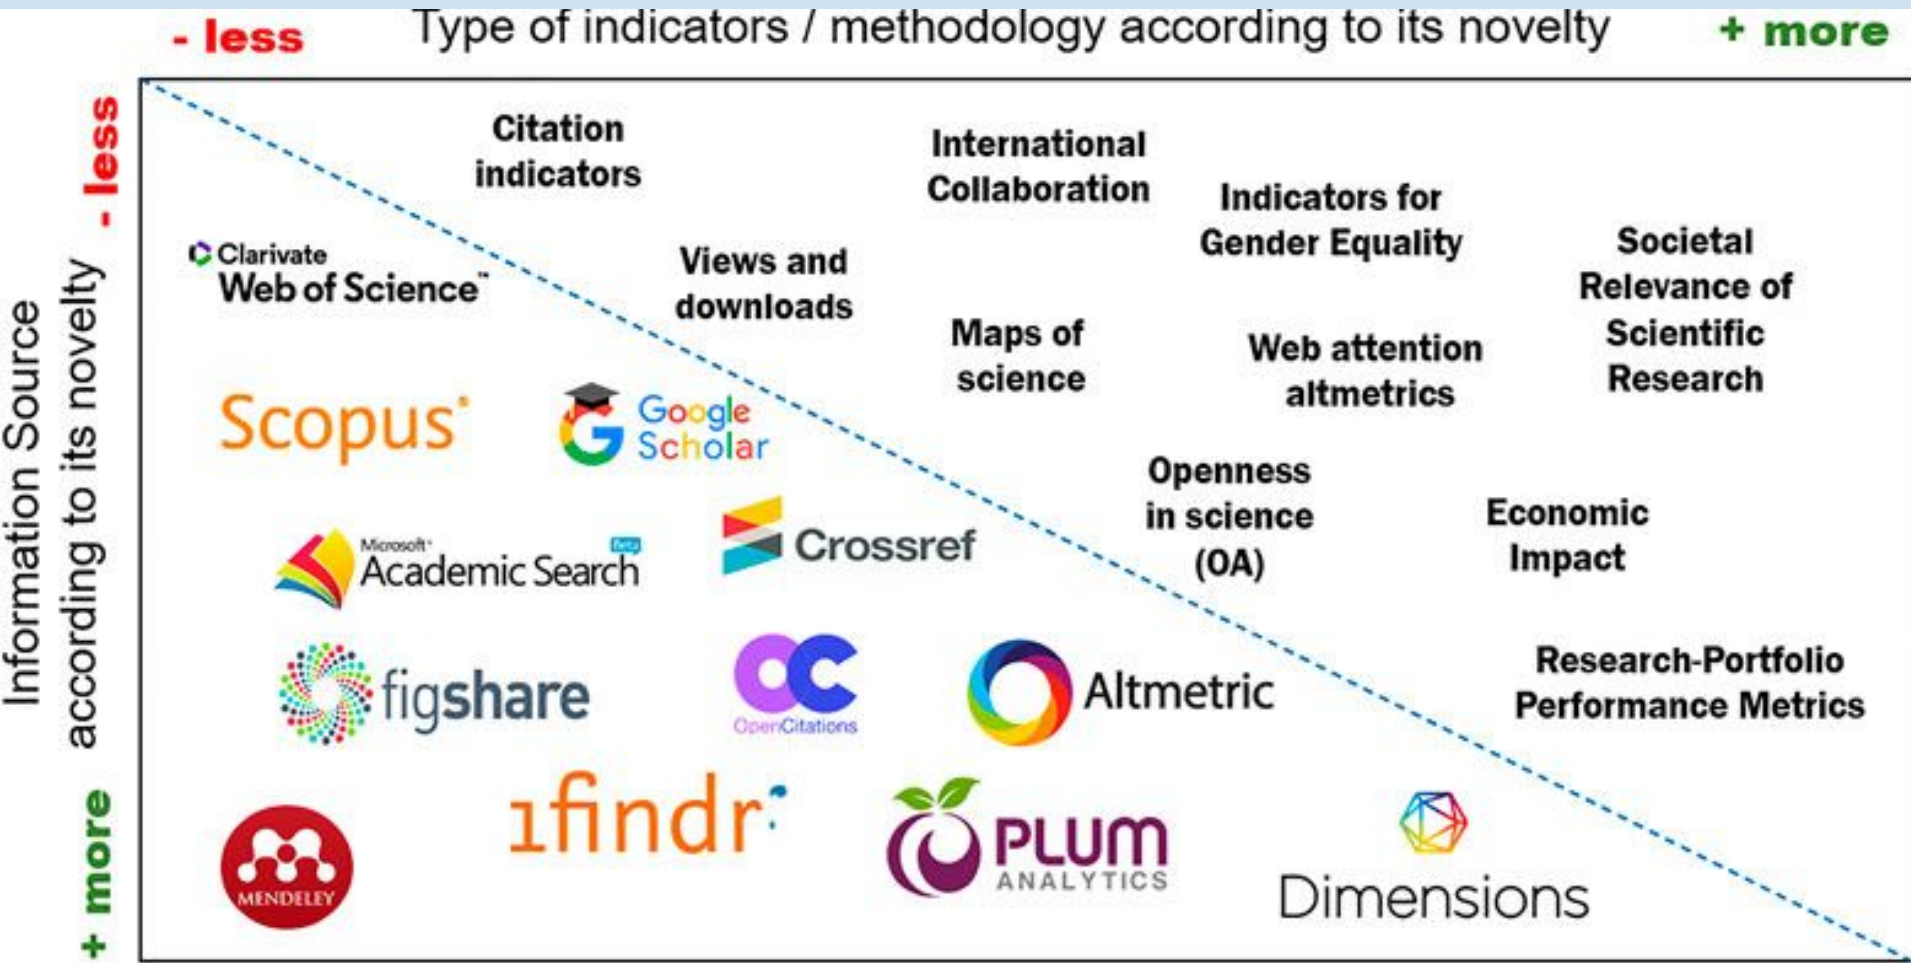 - less
Type of indicators / methodology according to its novelty
+ more
- less
Information Source
according to its novelty
+ more
Citation
indicators
International
Collaboration
Indicators for
Gender Equality
Societal
Relevance of
Scientific
Research
Views and
downloads
Maps of
science
Web attention
altmetrics
Openness
in science
(OA)
Economic
Impact
Research-Portfolio
Performance Metrics
Clarivate
Web of Science™
Scopus®
Google
Scholar
Microsoft®
Academic Search Beta
Crossref
figshare
OC
OpenCitations
Altmetric
MENDELEY
1findr
PLUM
ANALYTICS
Dimensions